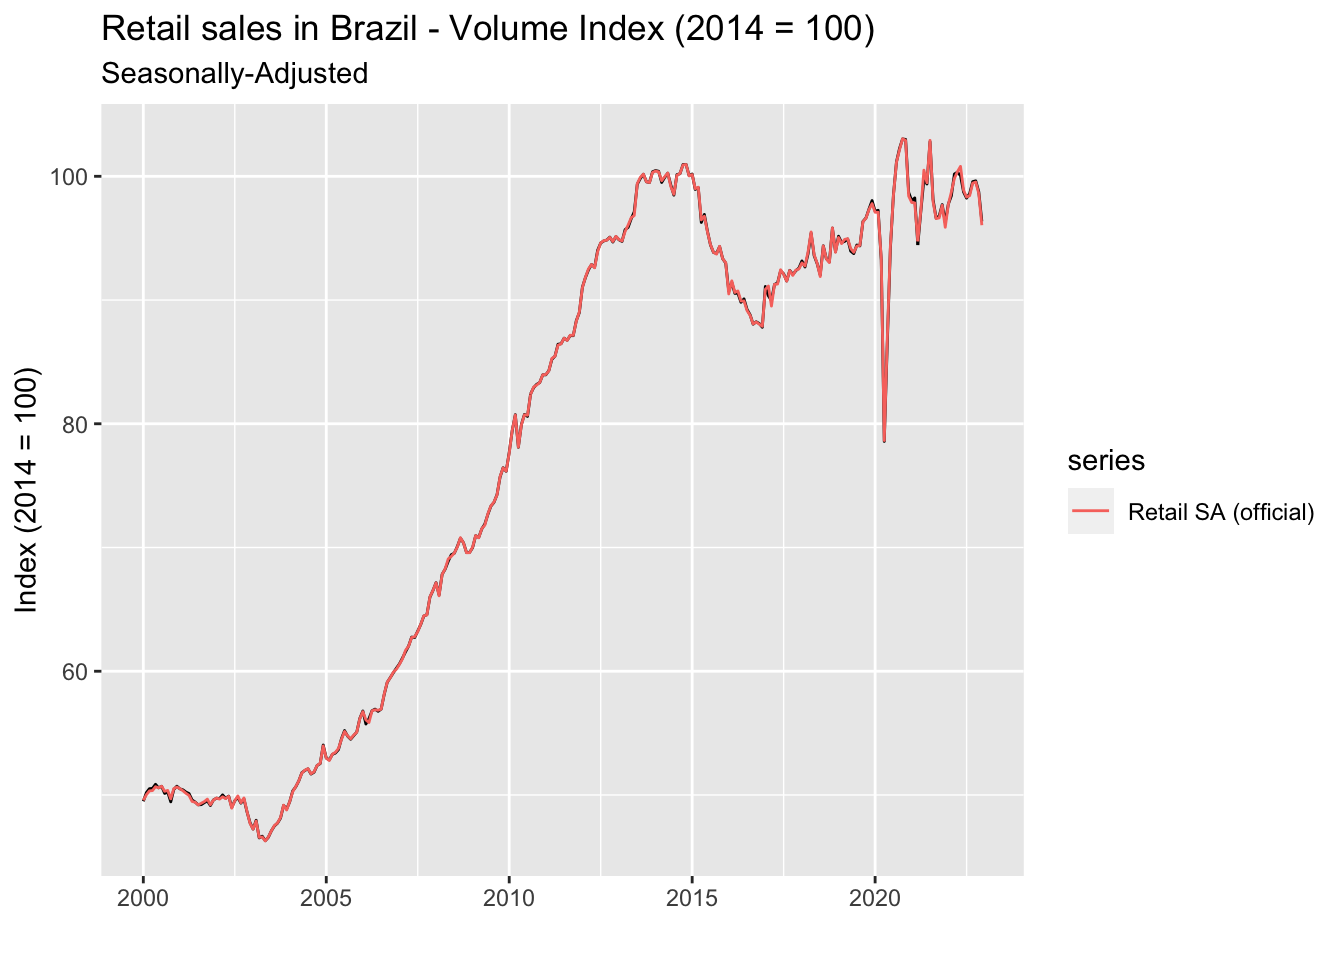 Retail sales in Brazil - Volume Index (2014 = 100)
Seasonally-Adjusted
Index (2014 = 100)
100
80
60
2000
2005
2010
2015
2020
series
Retail SA (official)